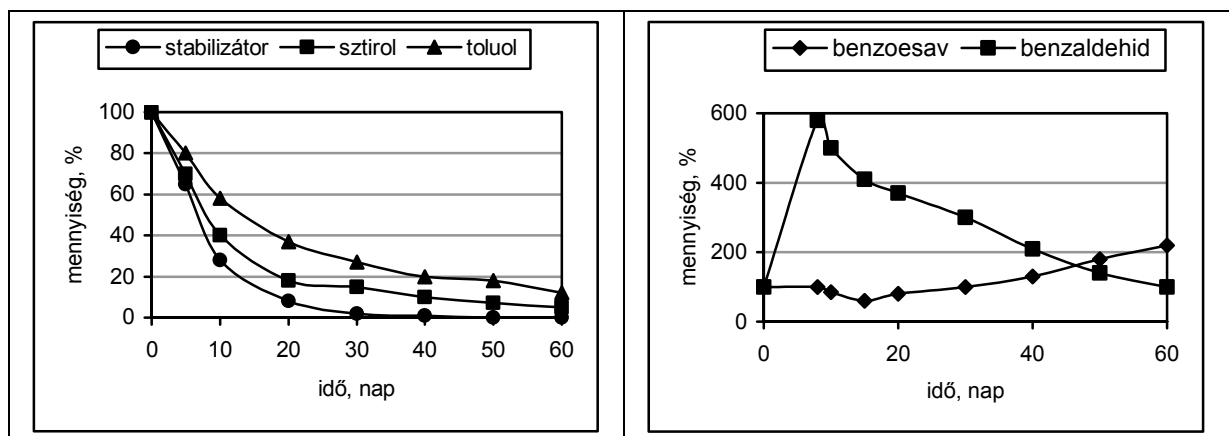 stabilizátor sztirol toluol
mennyiség, %
100
80
60
40
20
0
0 10 20 30 40 50 60
idő, nap
benzoesav benzaldehid
mennyiség, %
600
400
200
0
0 20 40 60
idő, nap